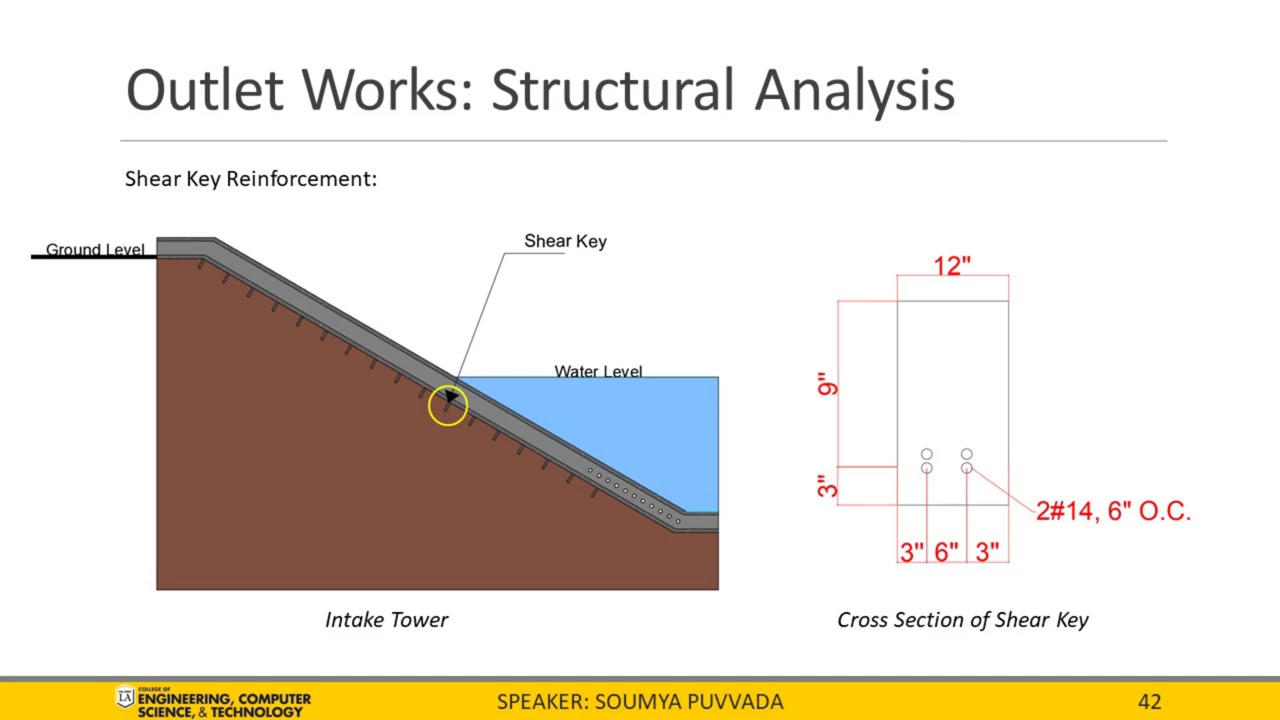 Outlet Works: Structural Analysis
Shear Key Reinforcement:
Ground Level
Shear Key
Water Level
12"
9"
3"
3" 6" 3"
2#14, 6" O.C.
Intake Tower
Cross Section of Shear Key
LA
COLLEGE OF
ENGINEERING, COMPUTER
SCIENCE, & TECHNOLOGY
SPEAKER: SOUMYA PUVVADA
42